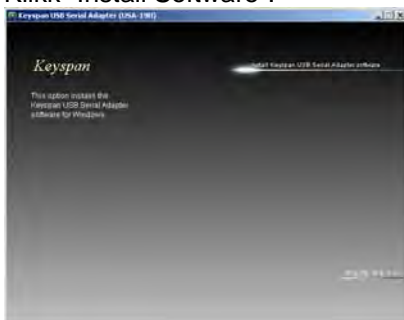 Klikk "Install Software".
Keyspan USB Serial Adapter (USA-19H)
Keyspan
Install Keyspan USB Serial Adapter software
This option installs the
Keyspan USB Serial Adapter
software for Windows.